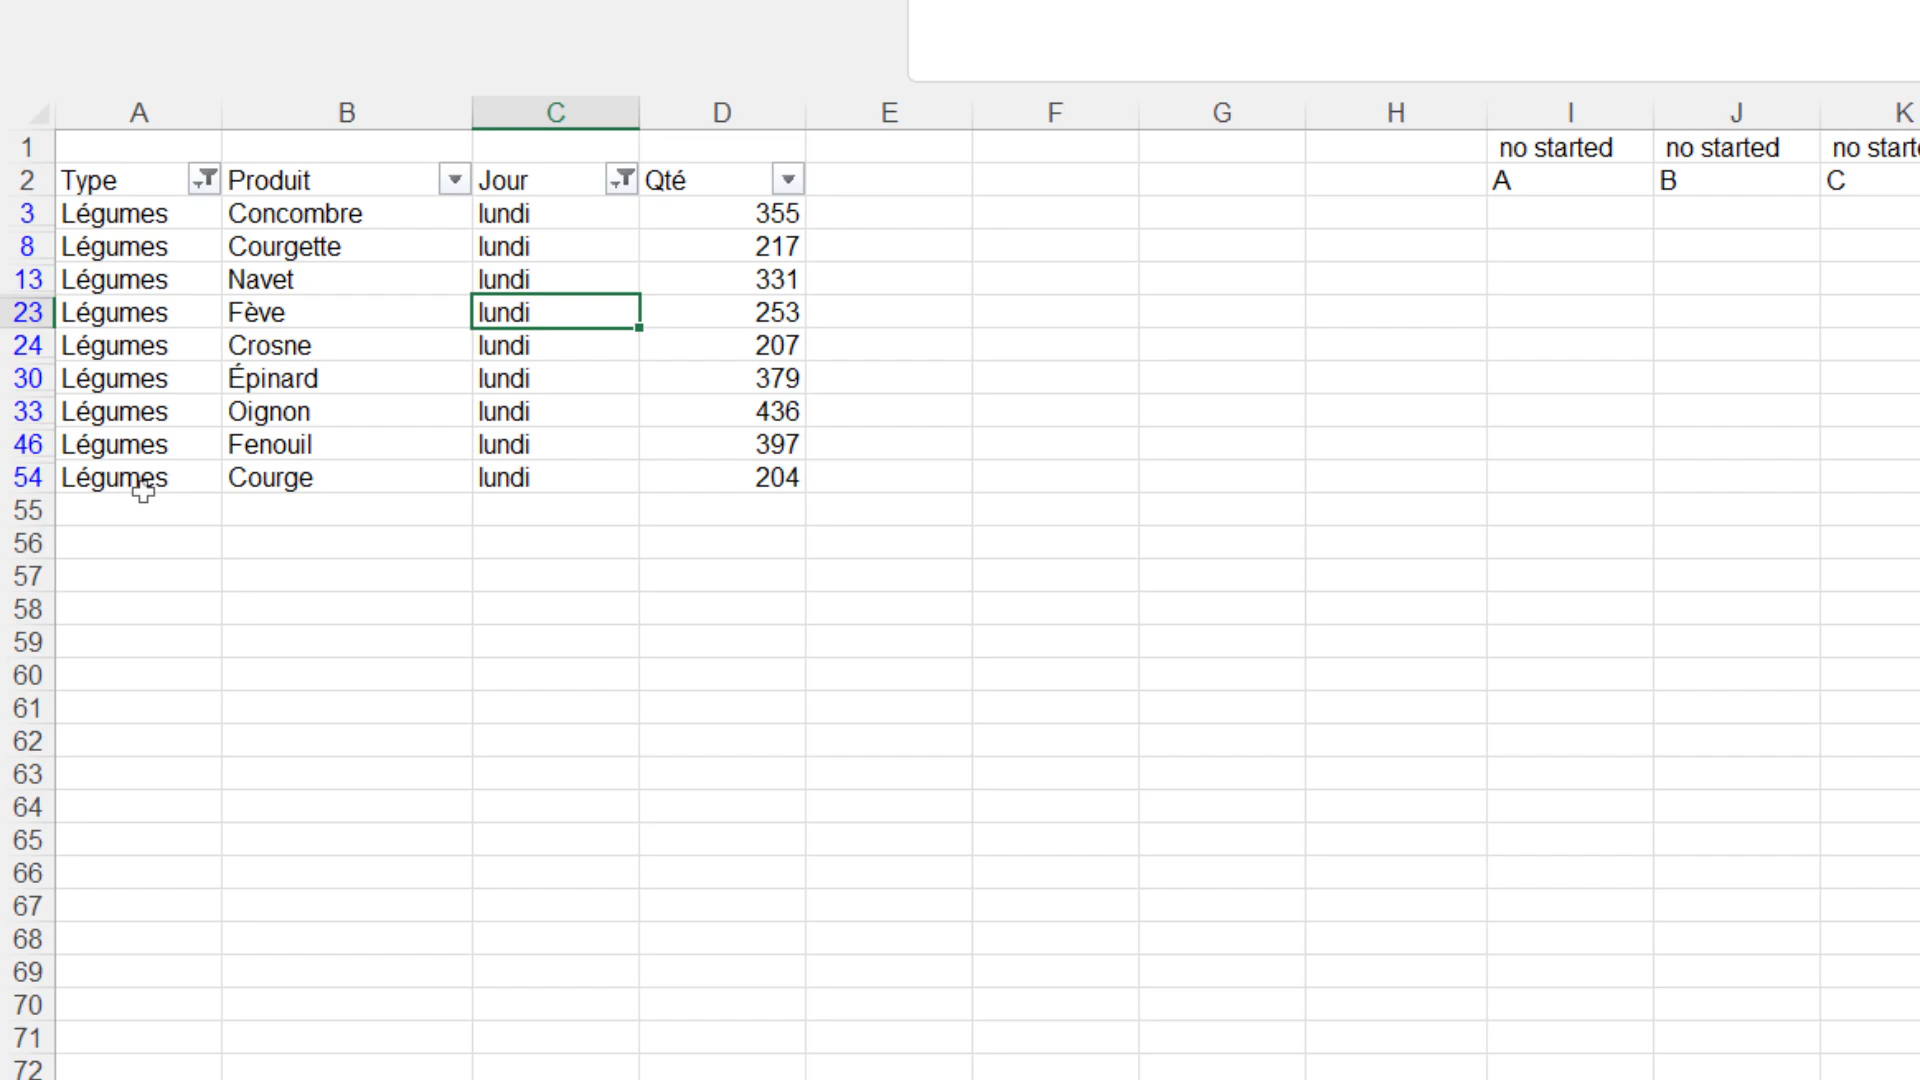 A B C D E F G H I J K
1 no started no started no start
2 Type Produit Jour Qté A B C
3 Légumes Concombre lundi 355
8 Légumes Courgette lundi 217
13 Légumes Navet lundi 331
23 Légumes Fève lundi 253
24 Légumes Crosne lundi 207
30 Légumes Épinard lundi 379
33 Légumes Oignon lundi 436
46 Légumes Fenouil lundi 397
54 Légumes Courge lundi 204
55
56
57
58
59
60
61
62
63
64
65
66
67
68
69
70
71
72